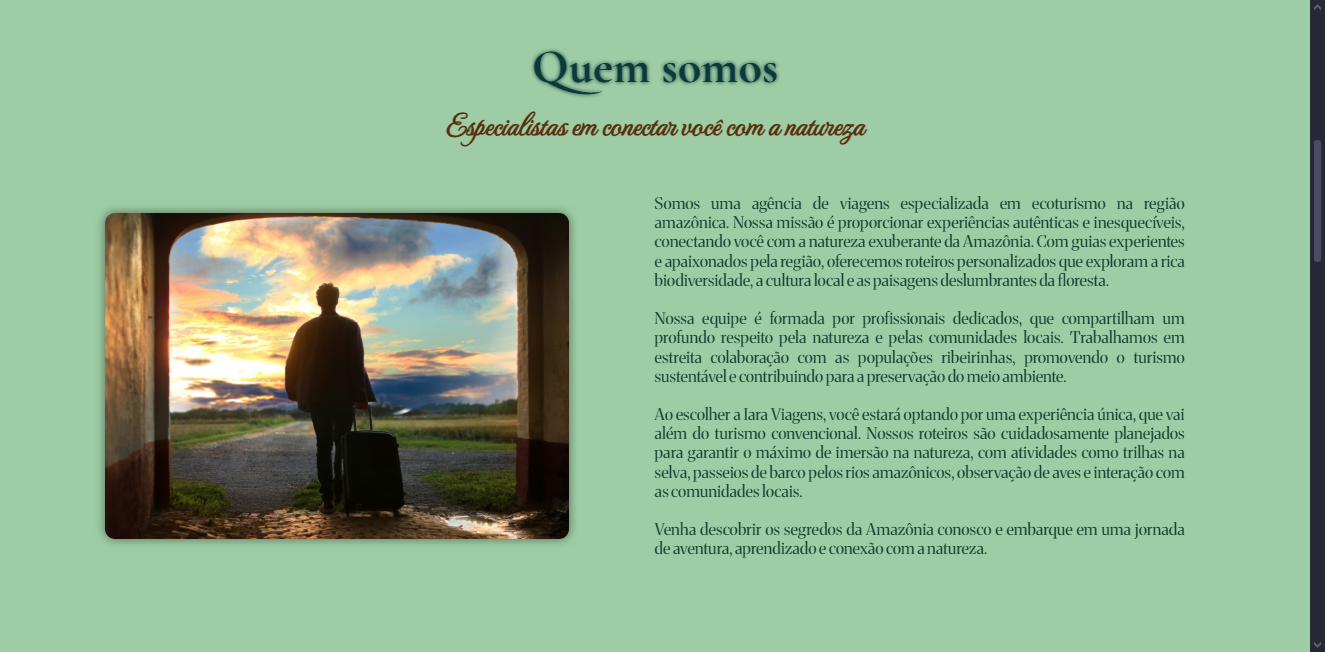 Quem somos
Especialistas em conectar você com a natureza
Somos uma agência de viagens especializada em ecoturismo na região
amazônica. Nossa missão é proporcionar experiências autênticas e inesquecíveis,
conectando você com a natureza exuberante da Amazônia. Com guias experientes
e apaixonados pela região, oferecemos roteiros personalizados que exploram a rica
biodiversidade, a cultura local e as paisagens deslumbrantes da floresta.
Nossa equipe é formada por profissionais dedicados, que compartilham um
profundo respeito pela natureza e pelas comunidades locais. Trabalhamos em
estreita colaboração com as populações ribeirinhas, promovendo o turismo
sustentável e contribuindo para a preservação do meio ambiente.
Ao escolher a Iara Viagens, você estará optando por uma experiência única, que vai
além do turismo convencional. Nossos roteiros são cuidadosamente planejados
para garantir o máximo de imersão na natureza, com atividades como trilhas na
selva, passeios de barco pelos rios amazônicos, observação de aves e interação com
as comunidades locais.
Venha descobrir os segredos da Amazônia conosco e embarque em uma jornada
de aventura, aprendizado e conexão com a natureza.